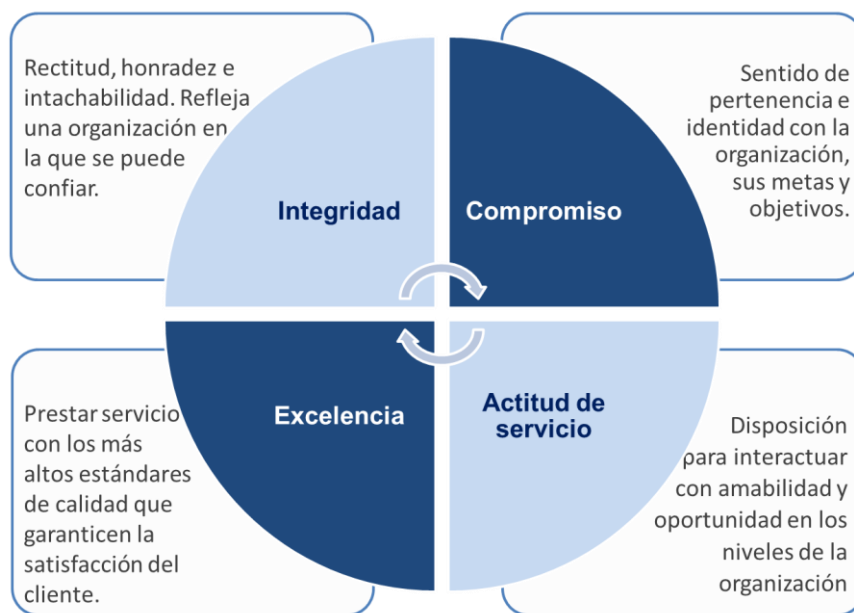 Rectitud, honradez e
intachabilidad. Refleja
una organización en
la que se puede
confiar.
Integridad
Compromiso
Sentido de
pertenencia e
identidad con la
organización,
sus metas y
objetivos.
Prestar servicio
con los más
altos estándares
de calidad que
garanticen la
satisfacción del
cliente.
Excelencia
Actitud de
servicio
Disposición
para interactuar
con amabilidad y
oportunidad en los
niveles de la
organización